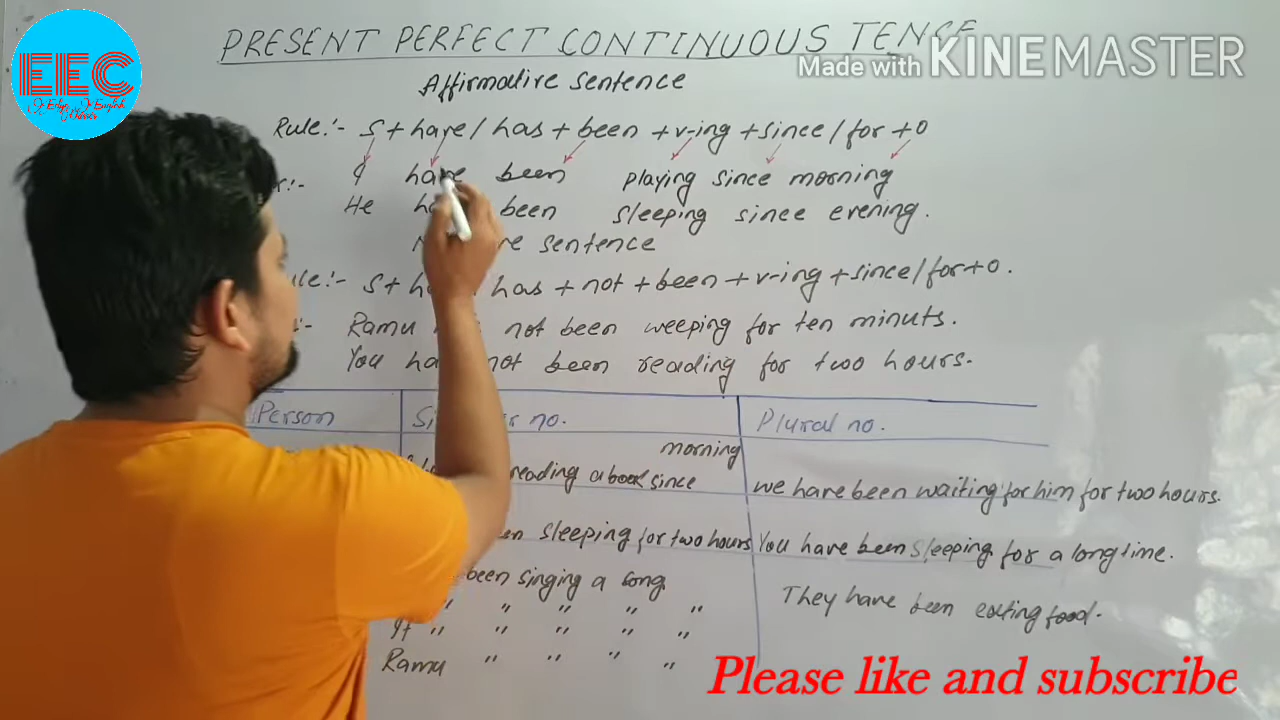 EEC
PRESENT PERFECT CONTINUOUS TENCE
Made with KINEMASTER
Affirmative sentence
Rule:- S + have / has + been + v-ing + since / for + O
I have been playing since morning
He been sleeping since evening.
sentence
S + has + not + been + v-ing + since / for + O.
Ramu not been weeping for ten minuts.
You not been reading for two hours.
Person no. Plural no.
morning
reading a book since we have been waiting for him for two hours.
sleeping for two hours You have been sleeping for a long time.
been singing a song They have been eating food.
" " " " "
It " " " " "
Ramu " " " "
Please like and subscribe